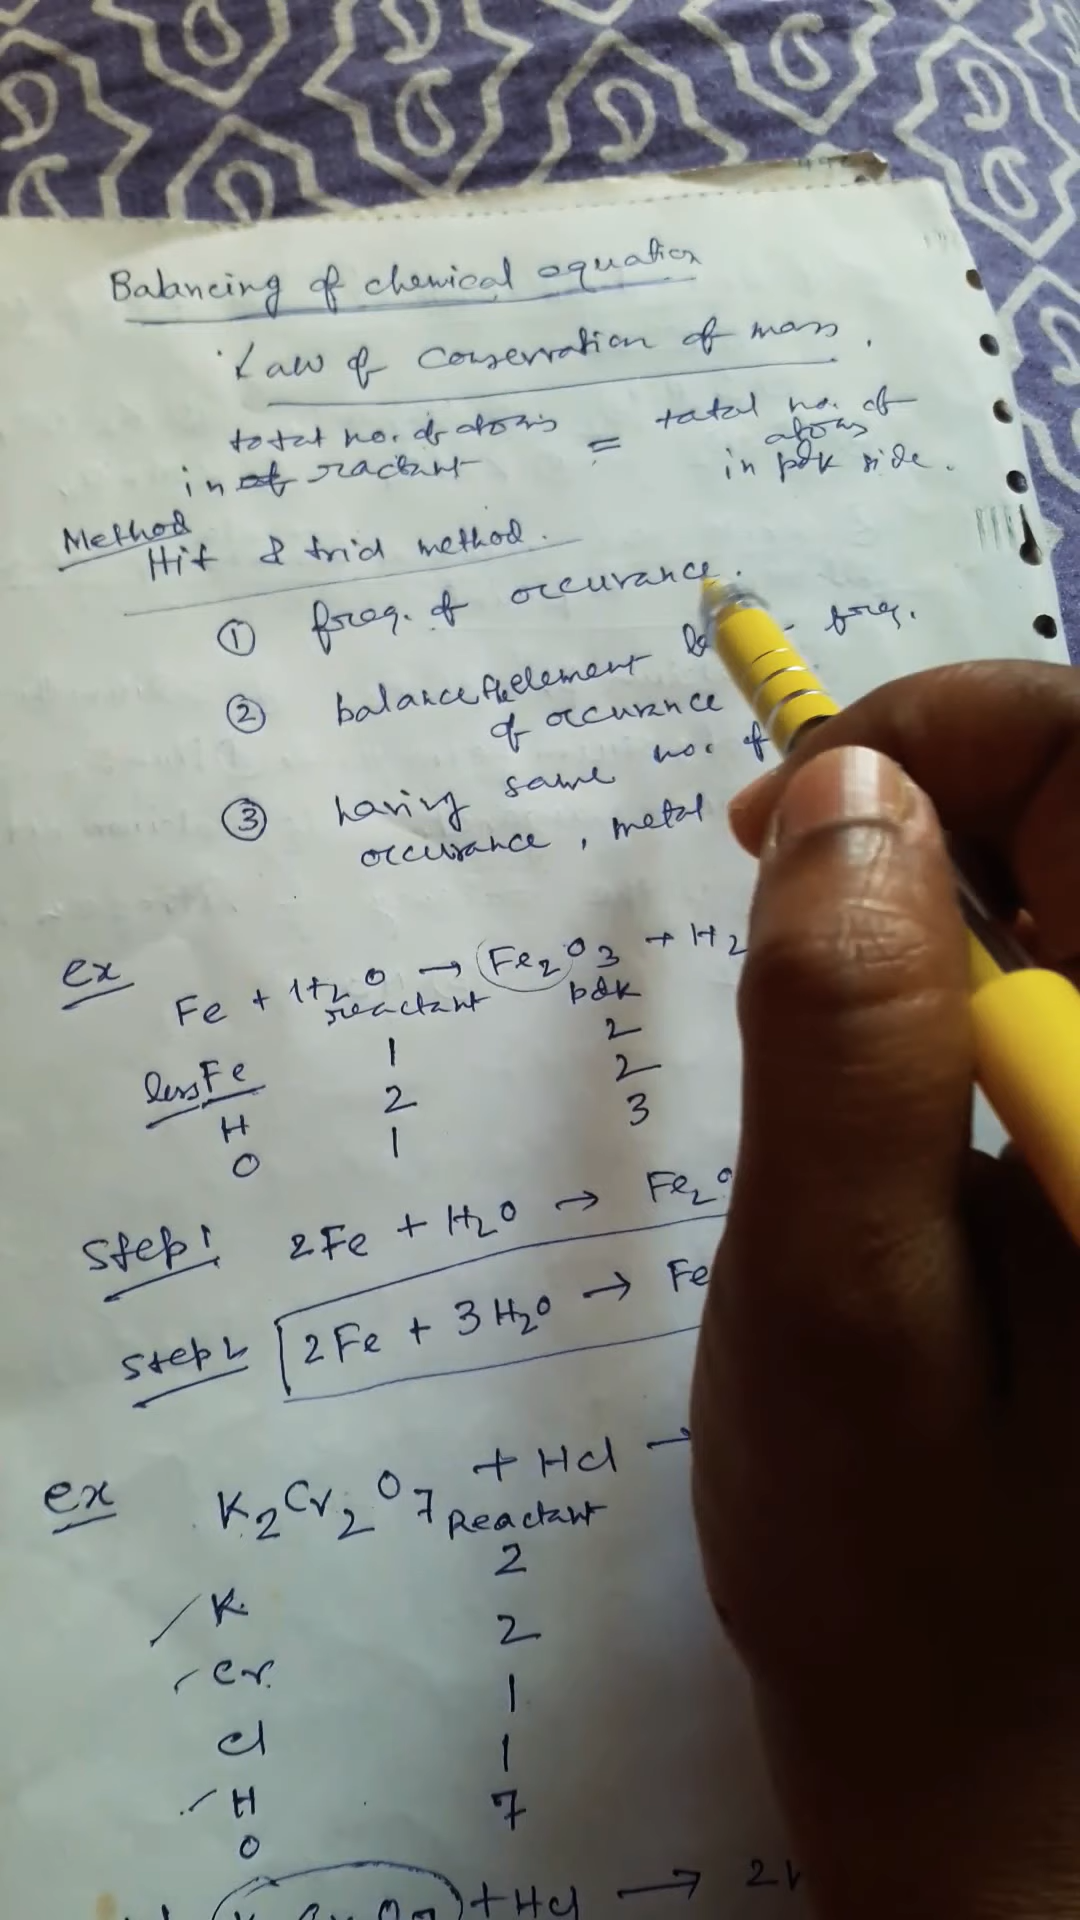 Balancing of chemical equation
Law of conservation of mass.
total no. of atoms = total no. of
atoms
in reactant in pdk side.
Method
Hit & trial method.
① freq. of occurance.
② balance the element freq.
of occurance
③ having same no. of
occurance, metal
ex Fe + H2O → Fe2O3 + H2
reactant pdk
less Fe 1 2
H 2 2
O 1 3
Step 1 2Fe + H2O → Fe2O
Step 2 2Fe + 3H2O → Fe
ex K2Cr2O7 + HCl →
Reactant
K 2
Cr 2
Cl 1
H 1
O 7
+ HCl → 2